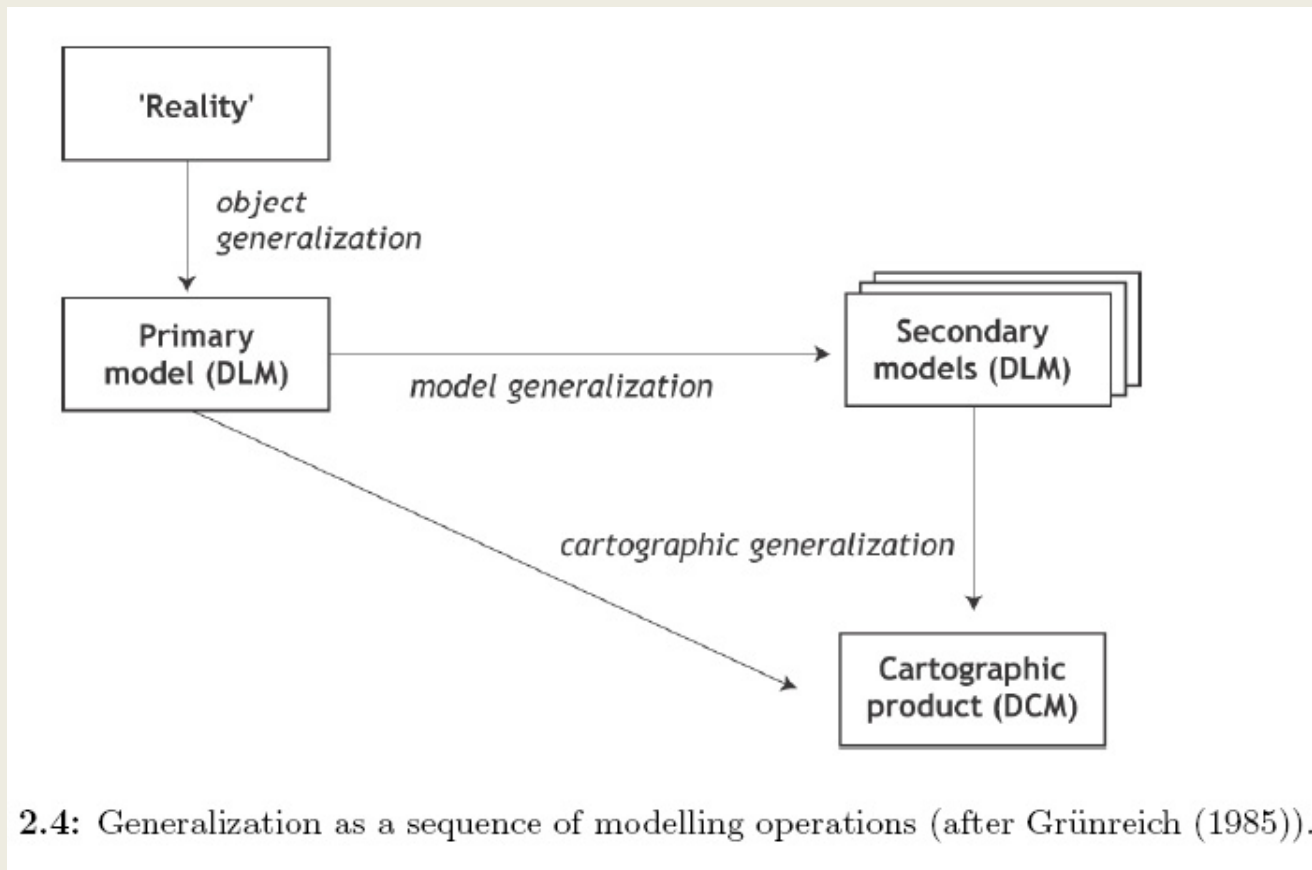 'Reality'
object
generalization
Primary
model (DLM)
model generalization
Secondary
models (DLM)
cartographic generalization
Cartographic
product (DCM)
2.4: Generalization as a sequence of modelling operations (after Grünreich (1985)).